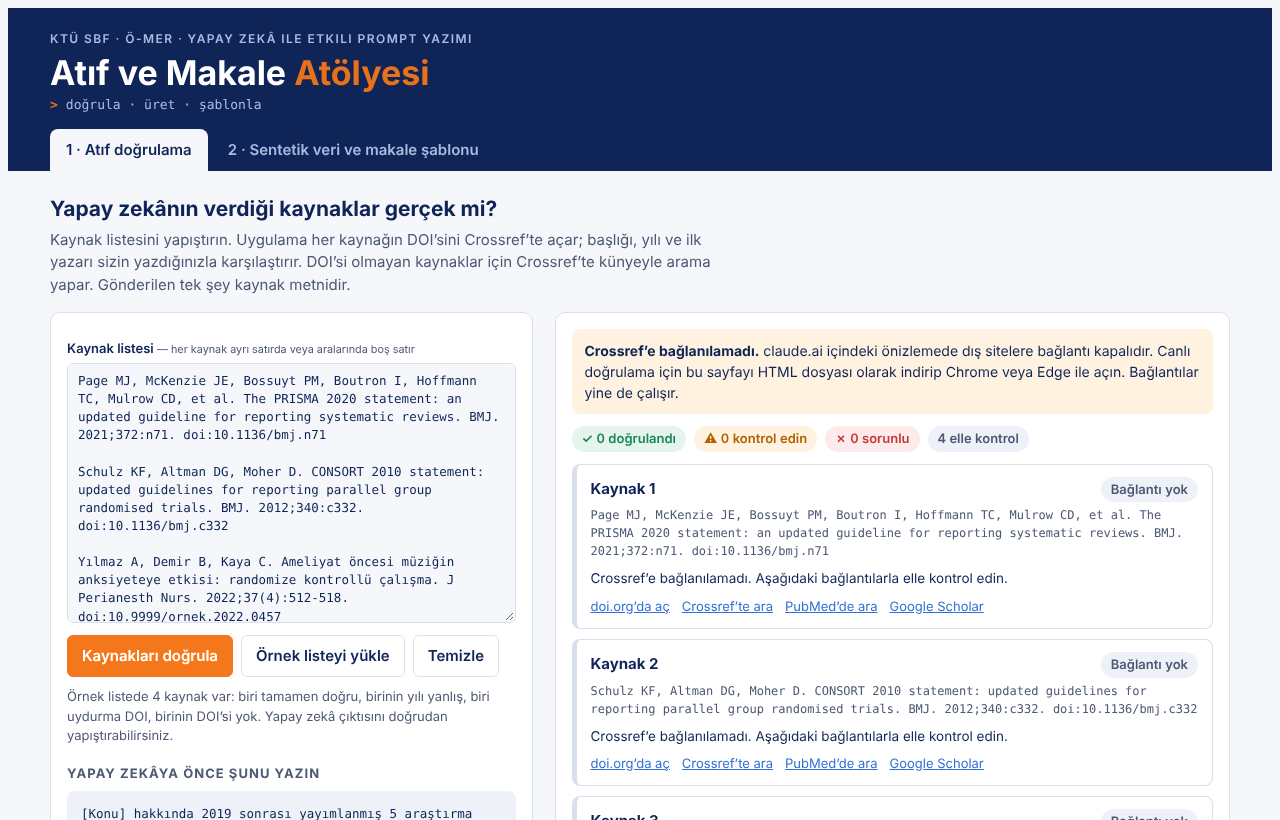 KTÜ SBF · Ö-MER · YAPAY ZEKÂ ILE ETKILI PROMPT YAZIMI
Atıf ve Makale Atölyesi
> doğrula · üret · şablonla
1 · Atıf doğrulama
2 · Sentetik veri ve makale şablonu
Yapay zekânın verdiği kaynaklar gerçek mi?
Kaynak listesini yapıştırın. Uygulama her kaynağın DOI’sini Crossref’te açar; başlığı, yılı ve ilk
yazarı sizin yazdığınızla karşılaştırır. DOI’si olmayan kaynaklar için Crossref’te künyeyle arama
yapar. Gönderilen tek şey kaynak metnidir.
Kaynak listesi — her kaynak ayrı satırda veya aralarında boş satır
Page MJ, McKenzie JE, Bossuyt PM, Boutron I, Hoffmann
TC, Mulrow CD, et al. The PRISMA 2020 statement: an
updated guideline for reporting systematic reviews. BMJ.
2021;372:n71. doi:10.1136/bmj.n71
Schulz KF, Altman DG, Moher D. CONSORT 2010 statement:
updated guidelines for reporting parallel group
randomised trials. BMJ. 2012;340:c332.
doi:10.1136/bmj.c332
Yılmaz A, Demir B, Kaya C. Ameliyat öncesi müziğin
anksiyeteye etkisi: randomize kontrollü çalışma. J
Perianesth Nurs. 2022;37(4):512-518.
doi:10.9999/ornek.2022.0457
Kaynakları doğrula
Örnek listeyi yükle
Temizle
Örnek listede 4 kaynak var: biri tamamen doğru, birinin yılı yanlış, biri
uydurma DOI, birinin DOI’si yok. Yapay zekâ çıktısını doğrudan
yapıştırabilirsiniz.
YAPAY ZEKÂYA ÖNCE ŞUNU YAZIN
[Konu] hakkında 2019 sonrası yayımlanmış 5 araştırma
Crossref’e bağlanılamadı. claude.ai içindeki önizlemede dış sitelere bağlantı kapalıdır. Canlı
doğrulama için bu sayfayı HTML dosyası olarak indirip Chrome veya Edge ile açın. Bağlantılar
yine de çalışır.
✓ 0 doğrulandı
⚠ 0 kontrol edin
✕ 0 sorunlu
4 elle kontrol
Kaynak 1
Bağlantı yok
Page MJ, McKenzie JE, Bossuyt PM, Boutron I, Hoffmann TC, Mulrow CD, et al. The
PRISMA 2020 statement: an updated guideline for reporting systematic reviews. BMJ.
2021;372:n71. doi:10.1136/bmj.n71
Crossref’e bağlanılamadı. Aşağıdaki bağlantılarla elle kontrol edin.
doi.org’da aç Crossref’te ara PubMed’de ara Google Scholar
Kaynak 2
Bağlantı yok
Schulz KF, Altman DG, Moher D. CONSORT 2010 statement: updated guidelines for
reporting parallel group randomised trials. BMJ. 2012;340:c332. doi:10.1136/bmj.c332
Crossref’e bağlanılamadı. Aşağıdaki bağlantılarla elle kontrol edin.
doi.org’da aç Crossref’te ara PubMed’de ara Google Scholar
Kaynak 3
Bağlantı yok